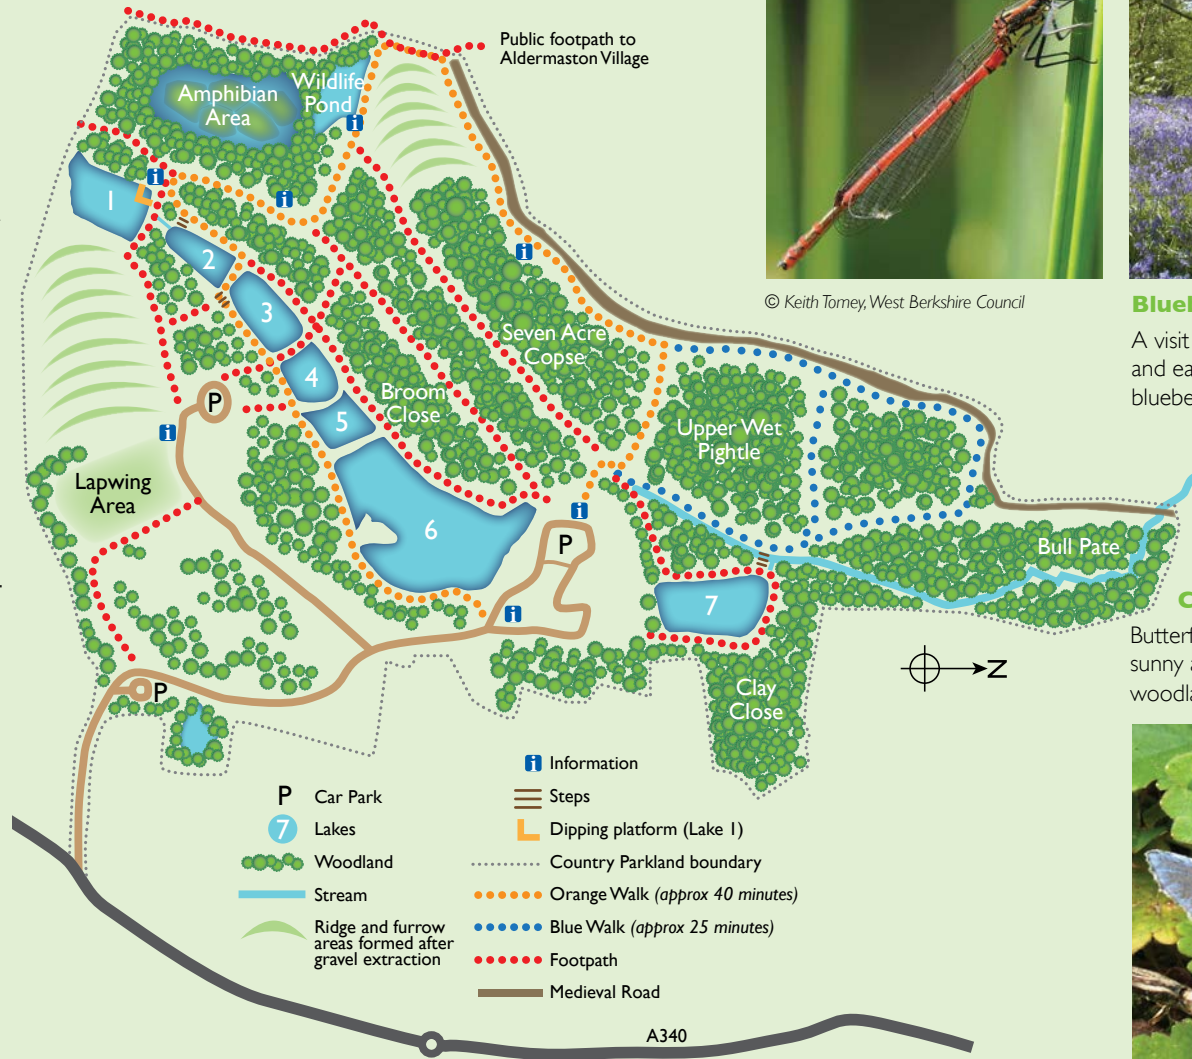 Public footpath to
Aldermaston Village
Wildlife
Pond
Amphibian
Area
1
2
3
4
5
6
7
Seven Acre
Copse
Broom
Close
Upper Wet
Pightle
Bull Pate
Clay
Close
Lapwing
Area
P
P
P
i
i
i
i
i
i
i
N
© Keith Torney, West Berkshire Council
A visit
and ea
Butterf
sunny a
i Information
P Car Park
Steps
7 Lakes
Dipping platform (Lake 1)
Woodland
Country Parkland boundary
Stream
Orange Walk (approx 40 minutes)
Ridge and furrow
areas formed after
gravel extraction
Blue Walk (approx 25 minutes)
Footpath
Medieval Road
A340